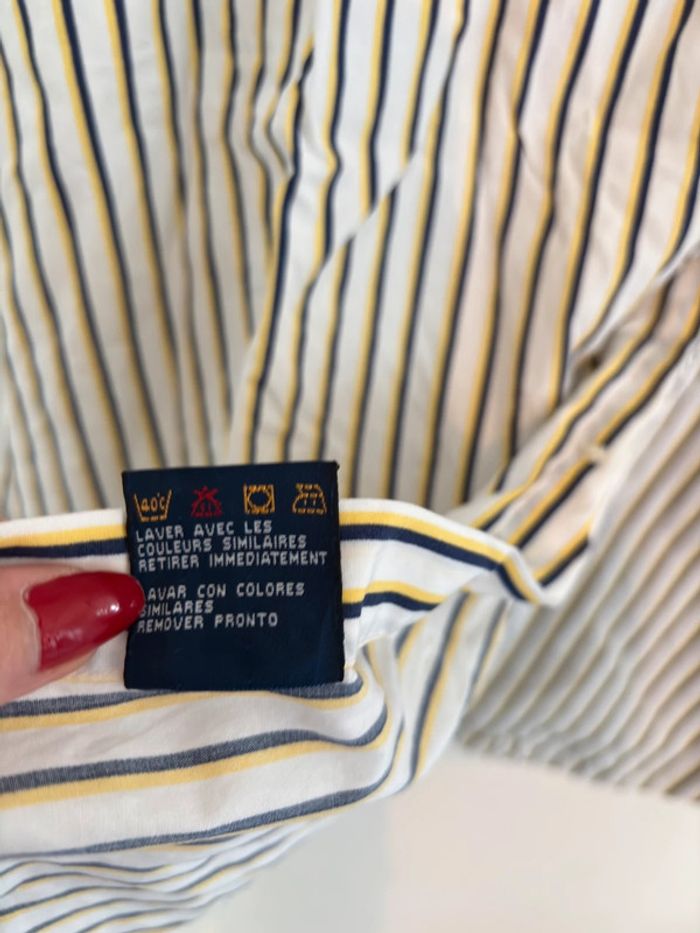 40°C
LAVER AVEC LES
COULEURS SIMILAIRES
RETIRER IMMEDIATEMENT
LAVAR CON COLORES
SIMILARES
REMOVER PRONTO